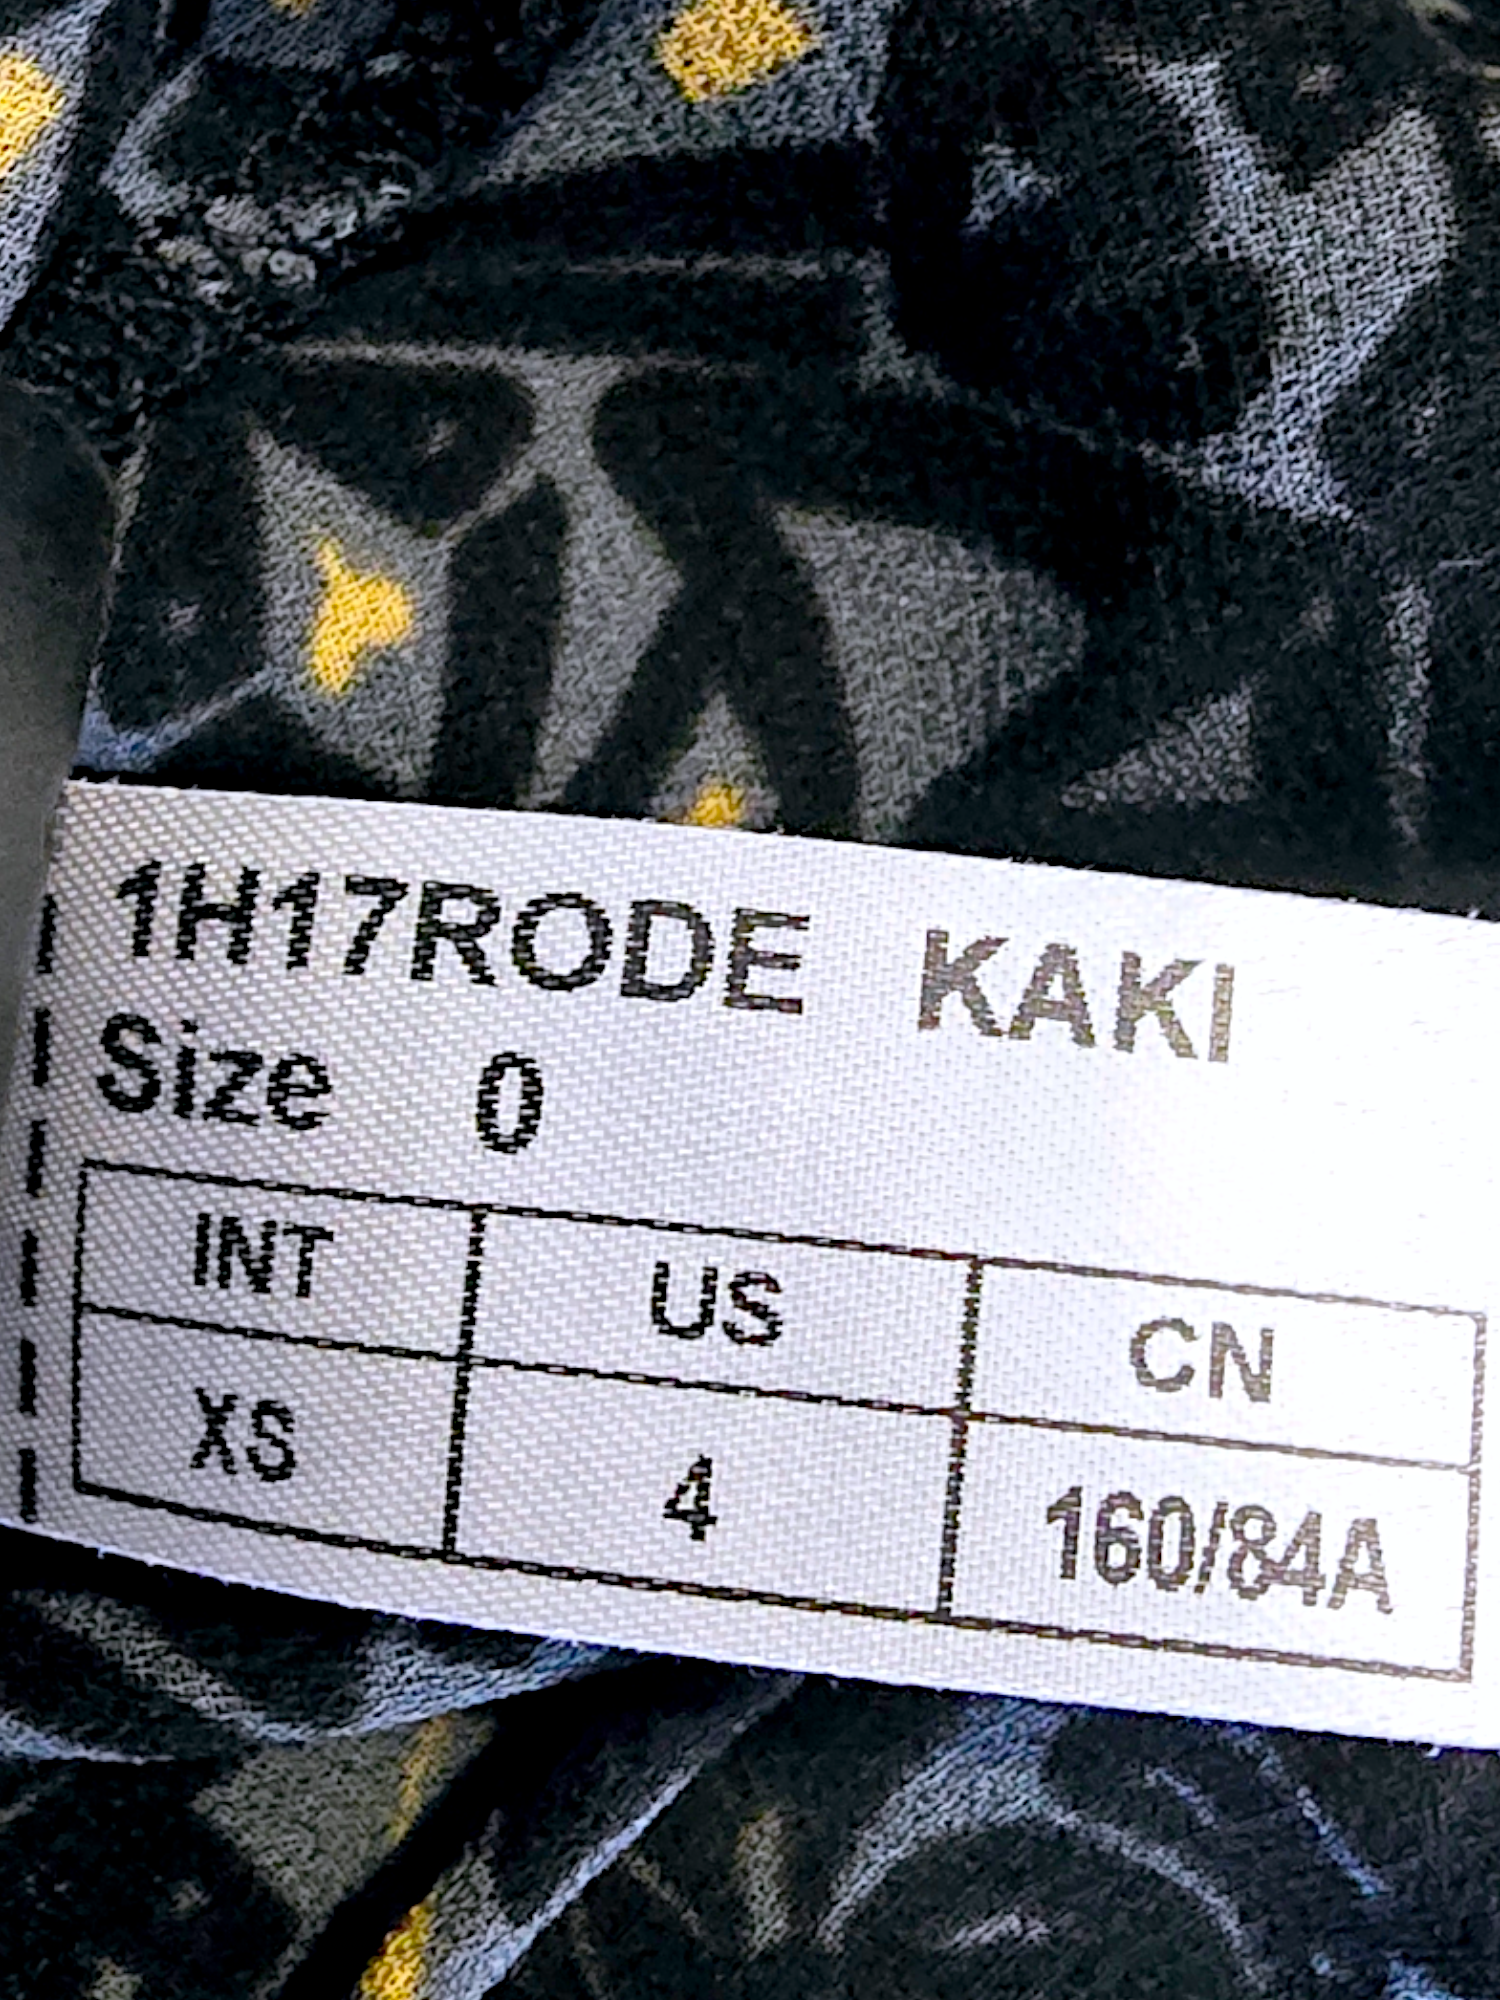 1H17RODE KAKI
Size 0
INT US CN
XS 4 160/84A